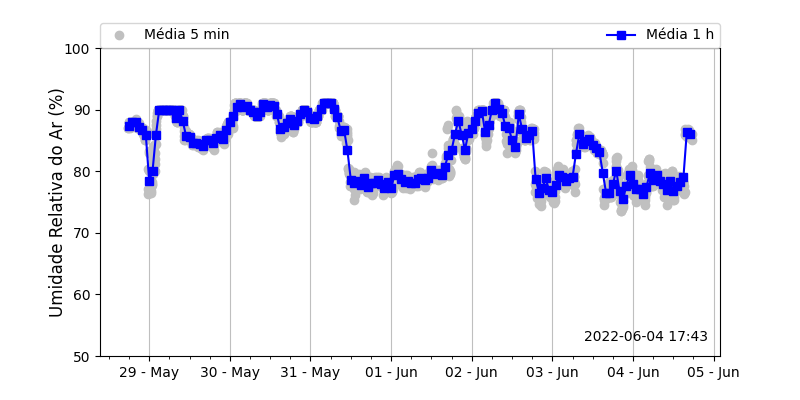 Média 5 min
Média 1 h
Umidade Relativa do Ar (%)
100
90
80
70
60
50
2022-06-04 17:43
29 - May
30 - May
31 - May
01 - Jun
02 - Jun
03 - Jun
04 - Jun
05 - Jun